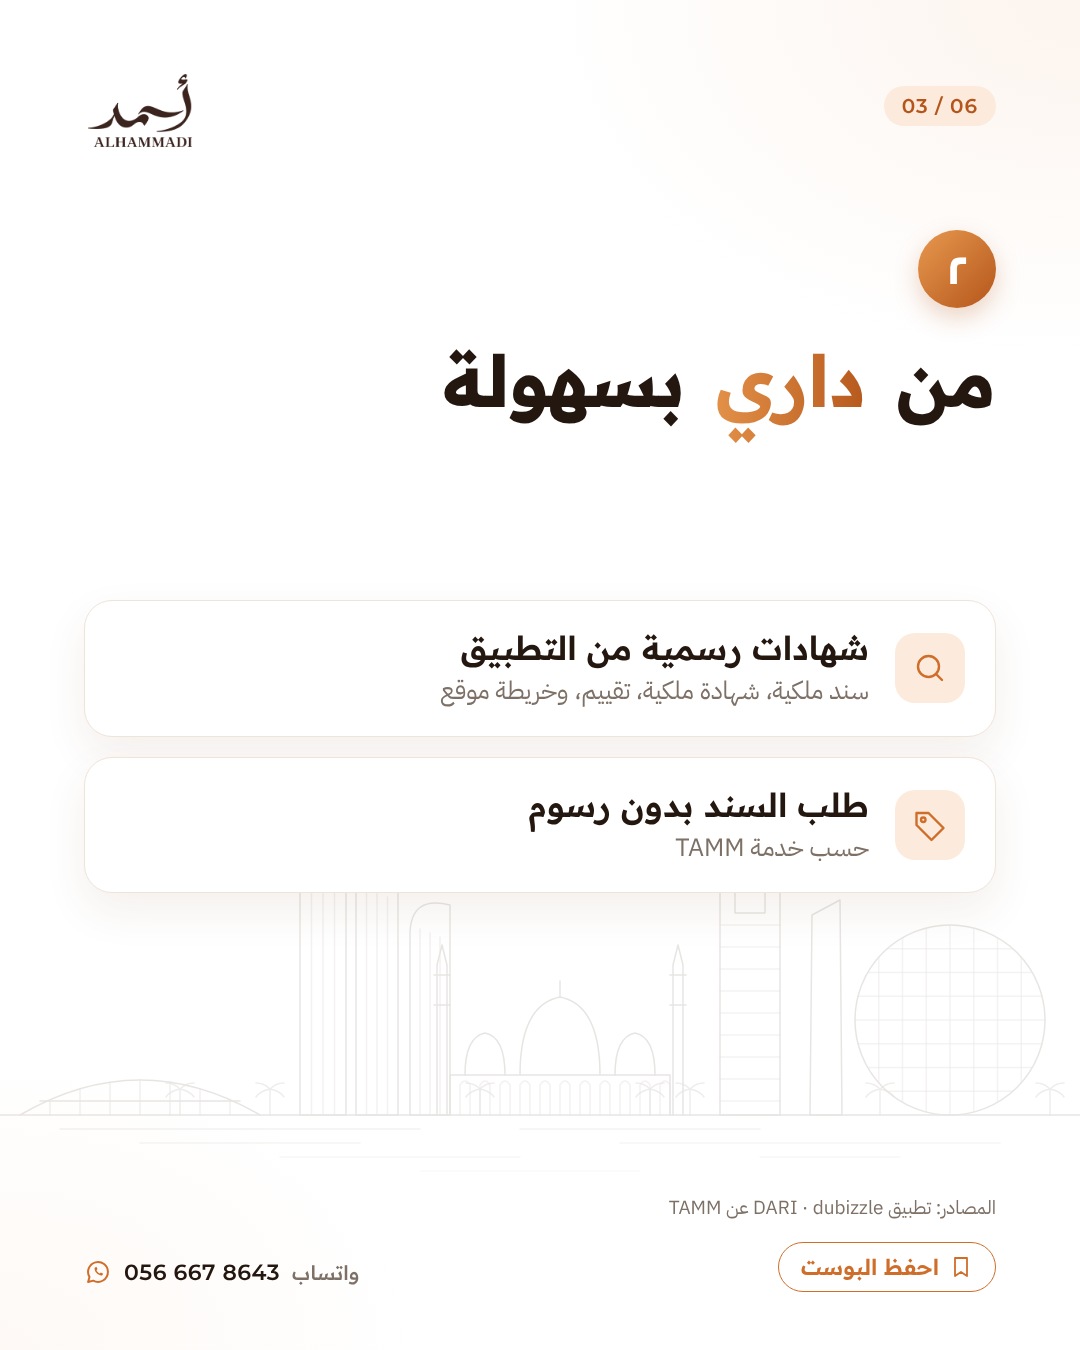 أحمد
ALHAMMADI
03 / 06
٢
من داري بسهولة
شهادات رسمية من التطبيق
سند ملكية، شهادة ملكية، تقييم، وخريطة موقع
طلب السند بدون رسوم
حسب خدمة TAMM
المصادر: تطبيق DARI · dubizzle عن TAMM
احفظ البوست
واتساب 056 667 8643